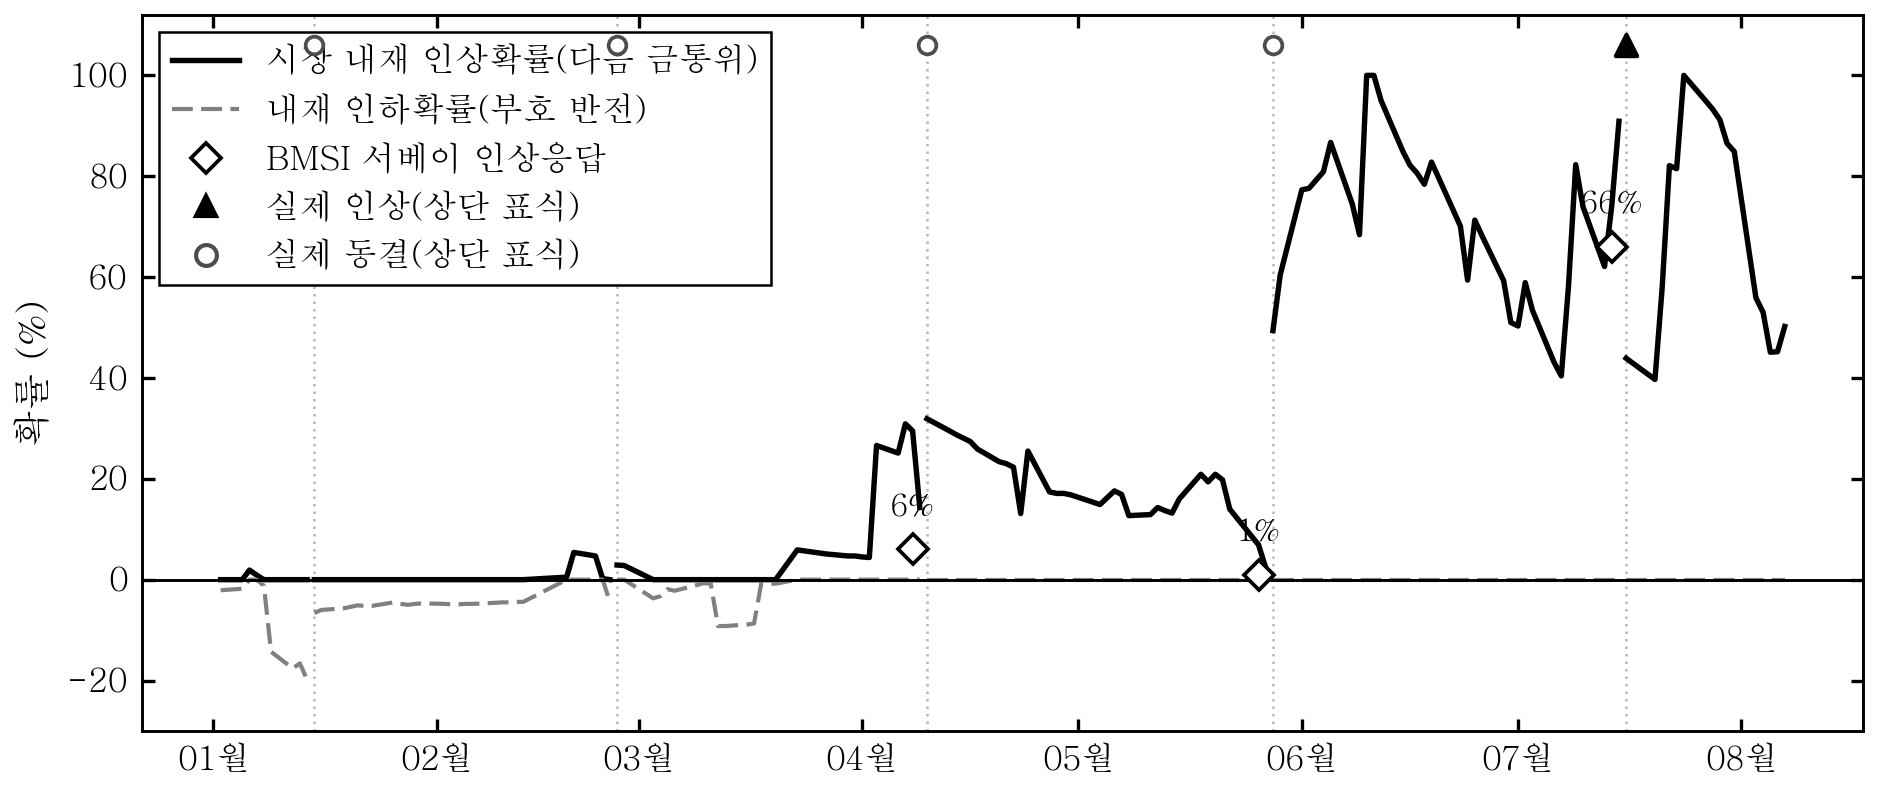 시장 내재 인상확률(다음 금통위)
내재 인하확률(부호 반전)
BMSI 서베이 인상응답
실제 인상(상단 표식)
실제 동결(상단 표식)
확률 (%)
100
80
60
40
20
0
-20
66%
6%
1%
01월 02월 03월 04월 05월 06월 07월 08월